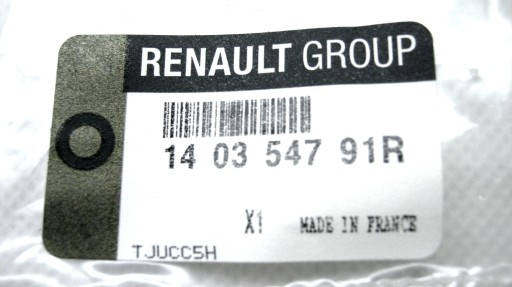 RENAULT GROUP
14 03 547 91R
X1 MADE IN FRANCE
TJUCC5H